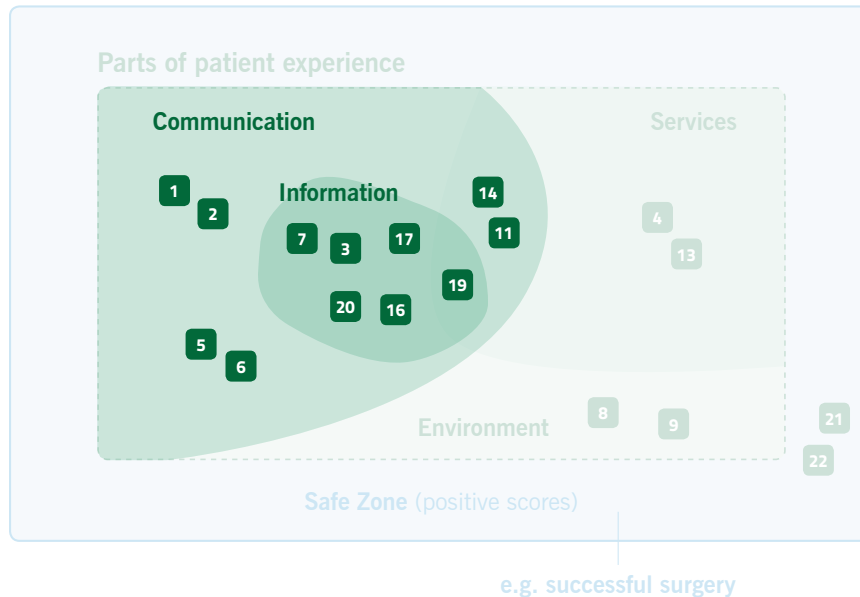 Parts of patient experience
Communication
Services
1
2
Information
14
4
7
3
17
11
13
19
20
16
5
6
8
9
21
Environment
22
Safe Zone (positive scores)
e.g. successful surgery